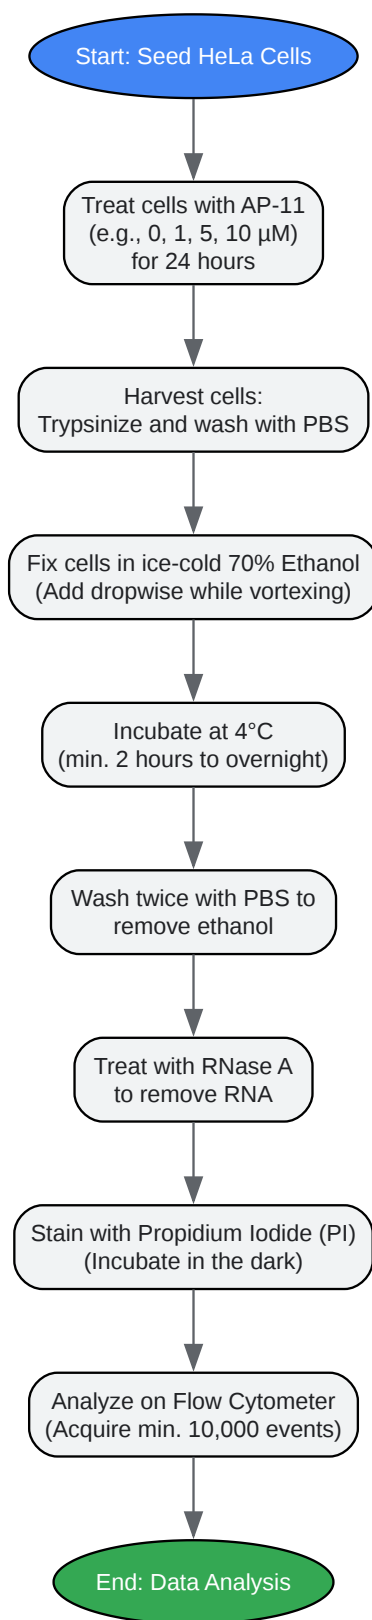 Start: Seed HeLa Cells
Treat cells with AP-11
(e.g., 0, 1, 5, 10 µM)
for 24 hours
Harvest cells:
Trypsinize and wash with PBS
Fix cells in ice-cold 70% Ethanol
(Add dropwise while vortexing)
Incubate at 4°C
(min. 2 hours to overnight)
Wash twice with PBS to
remove ethanol
Treat with RNase A
to remove RNA
Stain with Propidium Iodide (PI)
(Incubate in the dark)
Analyze on Flow Cytometer
(Acquire min. 10,000 events)
End: Data Analysis